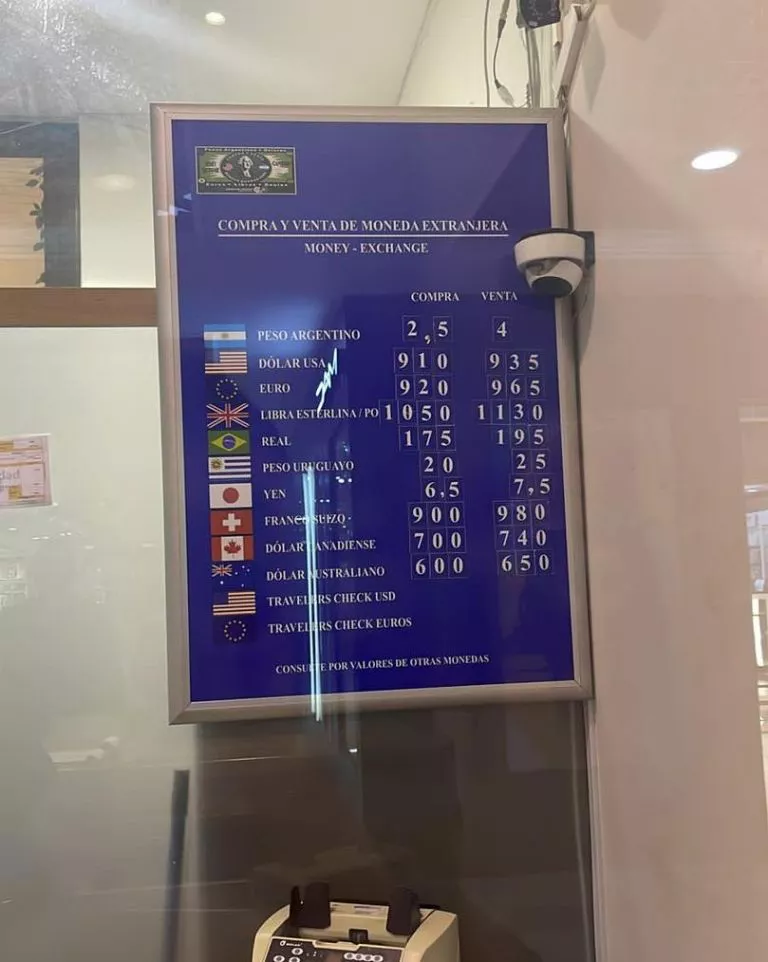 COMPRA Y VENTA DE MONEDA EXTRANJERA
MONEY - EXCHANGE
COMPRA VENTA
PESO ARGENTINO 2,5 4
DÓLAR USA 910 935
EURO 920 965
LIBRA ESTERLINA / PO 1050 1130
REAL 175 195
PESO URUGUAYO 20 25
YEN 6,5 7,5
FRANCO SUIZO 900 980
DÓLAR CANADIENSE 700 740
DÓLAR AUSTRALIANO 600 650
TRAVELERS CHECK USD
TRAVELERS CHECK EUROS
CONSULTE POR VALORES DE OTRAS MONEDAS